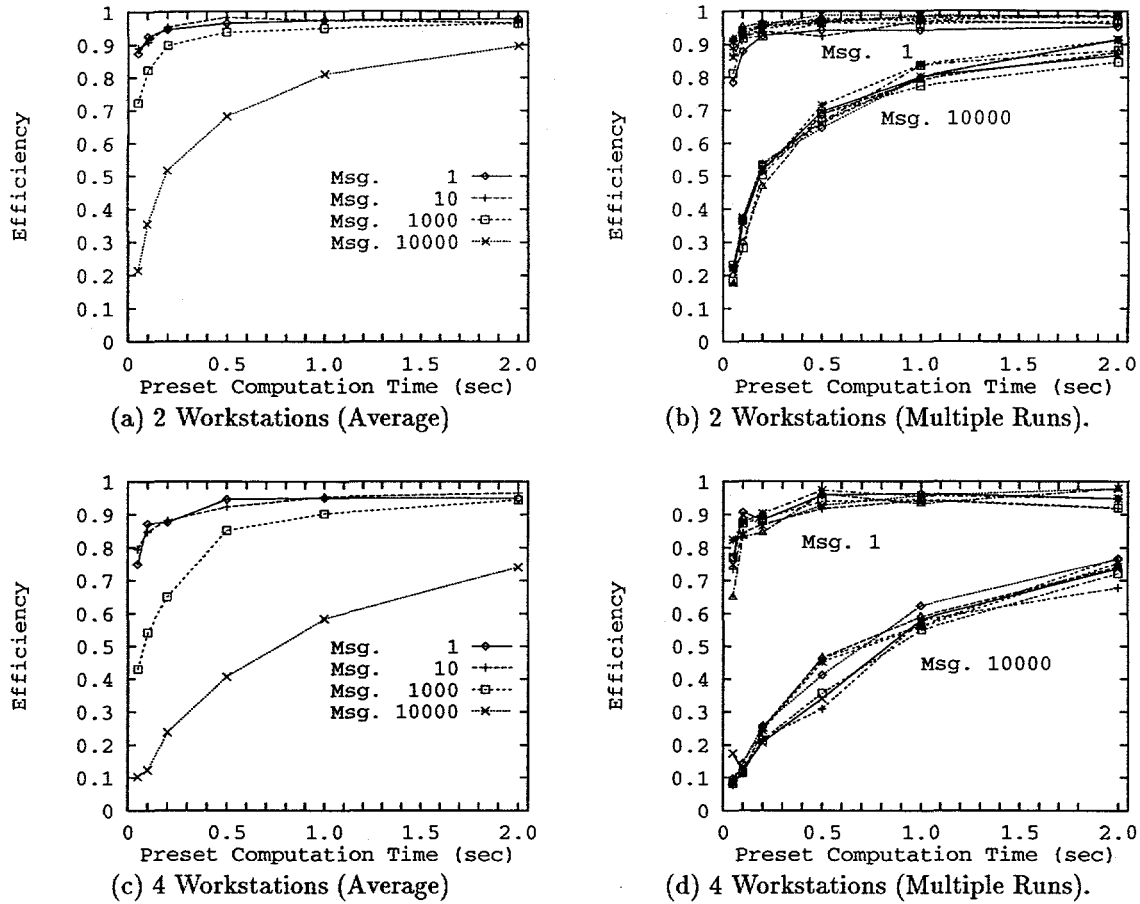 1
0.9
0.8
0.7
0.6
0.5
0.4
0.3
0.2
0.1
0
Efficiency
Msg. 1
Msg. 10
Msg. 1000
Msg. 10000
0 0.5 1.0 1.5 2.0
Preset Computation Time (sec)
(a) 2 Workstations (Average)
1
0.9
0.8
0.7
0.6
0.5
0.4
0.3
0.2
0.1
0
Efficiency
Msg. 1
Msg. 10000
0 0.5 1.0 1.5 2.0
Preset Computation Time (sec)
(b) 2 Workstations (Multiple Runs).
1
0.9
0.8
0.7
0.6
0.5
0.4
0.3
0.2
0.1
0
Efficiency
Msg. 1
Msg. 10
Msg. 1000
Msg. 10000
0 0.5 1.0 1.5 2.0
Preset Computation Time (sec)
(c) 4 Workstations (Average)
1
0.9
0.8
0.7
0.6
0.5
0.4
0.3
0.2
0.1
0
Efficiency
Msg. 1
Msg. 10000
0 0.5 1.0 1.5 2.0
Preset Computation Time (sec)
(d) 4 Workstations (Multiple Runs).